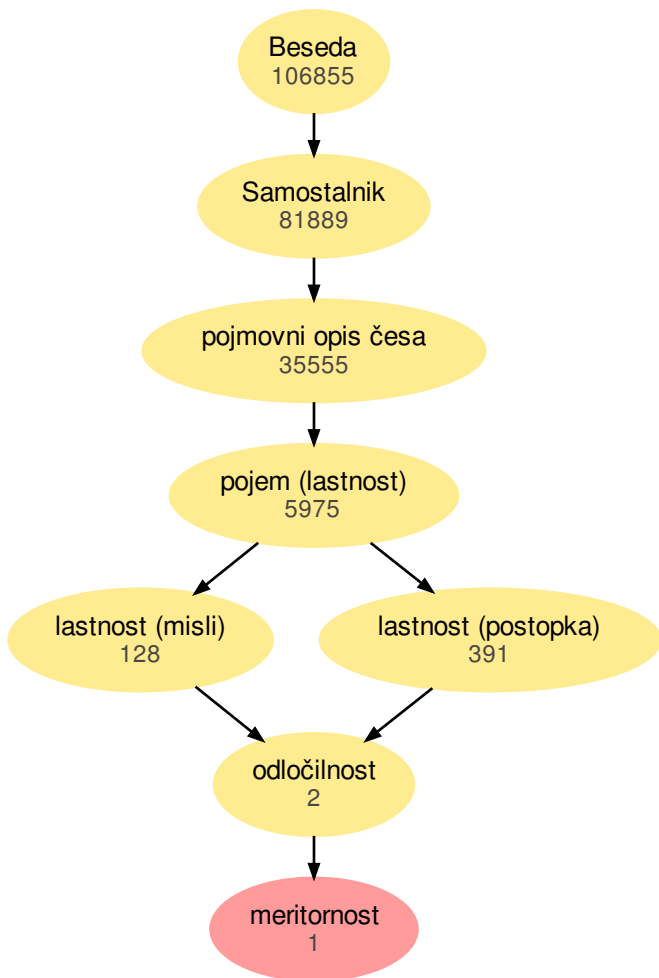 Beseda
106855
Samostalnik
81889
pojmovni opis česa
35555
pojem (lastnost)
5975
lastnost (misli)
128
lastnost (postopka)
391
odločilnost
2
meritornost
1